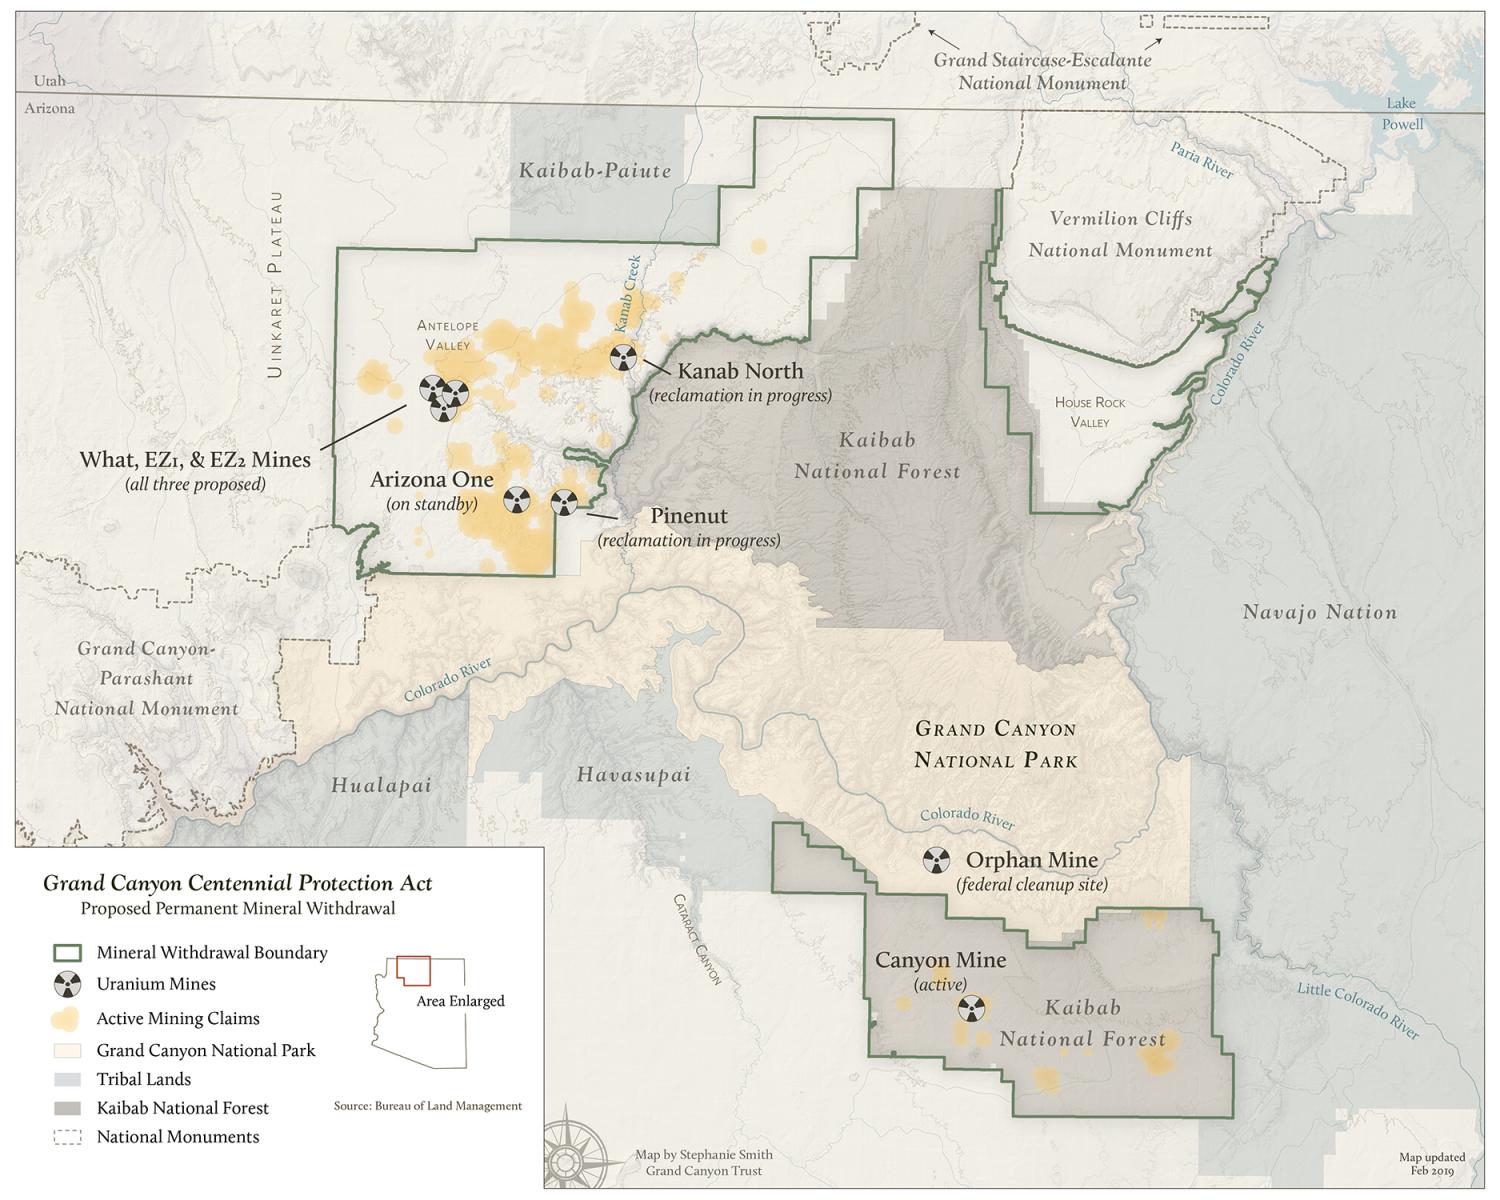 Grand Staircase-Escalante
National Monument
Utah
Arizona
Lake
Powell
Kaibab-Paiute
Paria River
UINKARET PLATEAU
Vermilion Cliffs
National Monument
Kanab Creek
ANTELOPE
VALLEY
Colorado River
Kanab North
(reclamation in progress)
HOUSE ROCK
VALLEY
Kaibab
National Forest
What, EZ1, & EZ2 Mines
(all three proposed)
Arizona One
(on standby)
Pinenut
(reclamation in progress)
Navajo Nation
Grand Canyon-
Parashant
National Monument
Colorado River
GRAND CANYON
NATIONAL PARK
Hualapai
Havasupai
Colorado River
Orphan Mine
(federal cleanup site)
CATARACT CANYON
Canyon Mine
(active)
Kaibab
National Forest
Little Colorado River
Grand Canyon Centennial Protection Act
Proposed Permanent Mineral Withdrawal
Mineral Withdrawal Boundary
Uranium Mines
Active Mining Claims
Grand Canyon National Park
Tribal Lands
Kaibab National Forest
National Monuments
Area Enlarged
Source: Bureau of Land Management
Map by Stephanie Smith
Grand Canyon Trust
Map updated
Feb 2019